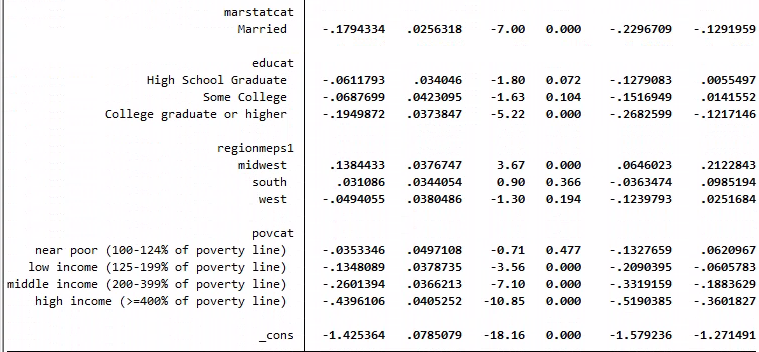 marstatcat
Married -.1794334 .0256318 -7.00 0.000 -.2296709 -.1291959
educat
High School Graduate -.0611793 .034046 -1.80 0.072 -.1279083 .0055497
Some College -.0687699 .0423095 -1.63 0.104 -.1516949 .0141552
College graduate or higher -.1949872 .0373847 -5.22 0.000 -.2682599 -.1217146
regionmeps1
midwest .1384433 .0376747 3.67 0.000 .0646023 .2122843
south .031086 .0344054 0.90 0.366 -.0363474 .0985194
west -.0494055 .0380486 -1.30 0.194 -.1239793 .0251684
povcat
near poor (100-124% of poverty line) -.0353346 .0497108 -0.71 0.477 -.1327659 .0620967
low income (125-199% of poverty line) -.1348089 .0378735 -3.56 0.000 -.2090395 -.0605783
middle income (200-399% of poverty line) -.2601394 .0366213 -7.10 0.000 -.3319159 -.1883629
high income (>=400% of poverty line) -.4396106 .0405252 -10.85 0.000 -.5190385 -.3601827
_cons -1.425364 .0785079 -18.16 0.000 -1.579236 -1.271491